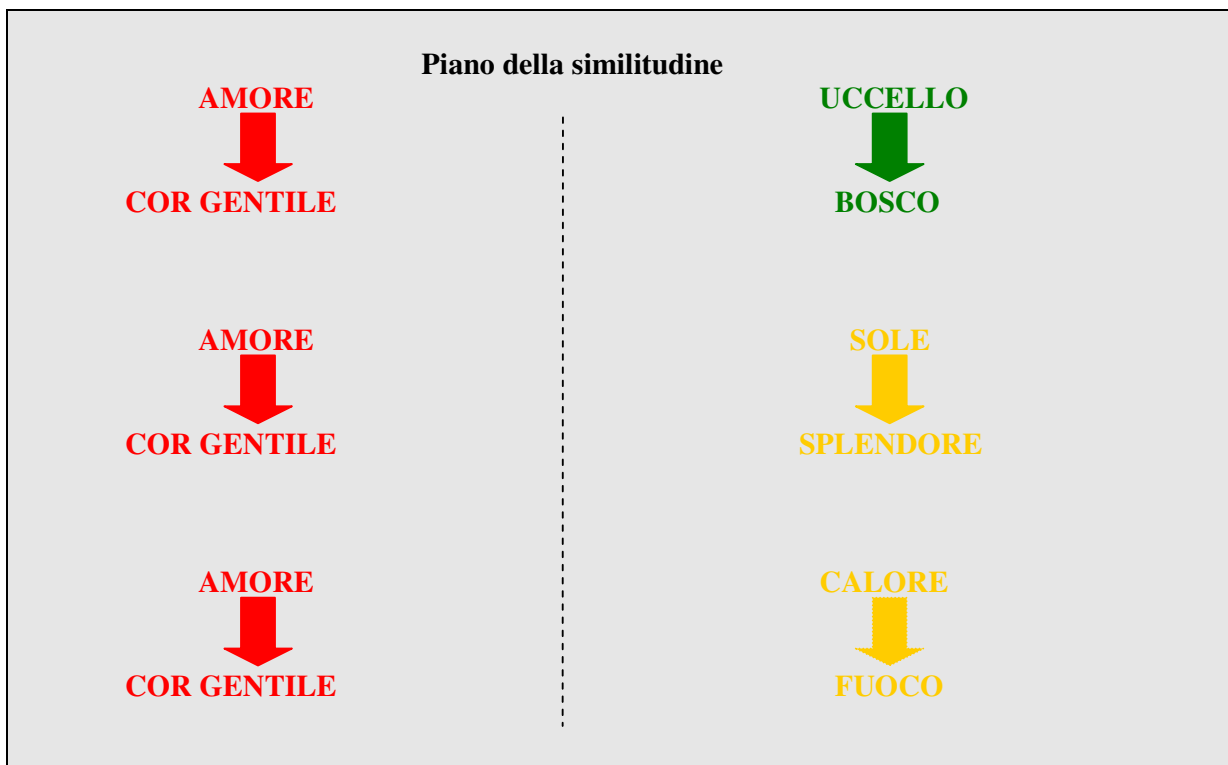 Piano della similitudine
AMORE UCCELLO
COR GENTILE BOSCO
AMORE SOLE
COR GENTILE SPLENDORE
AMORE CALORE
COR GENTILE FUOCO